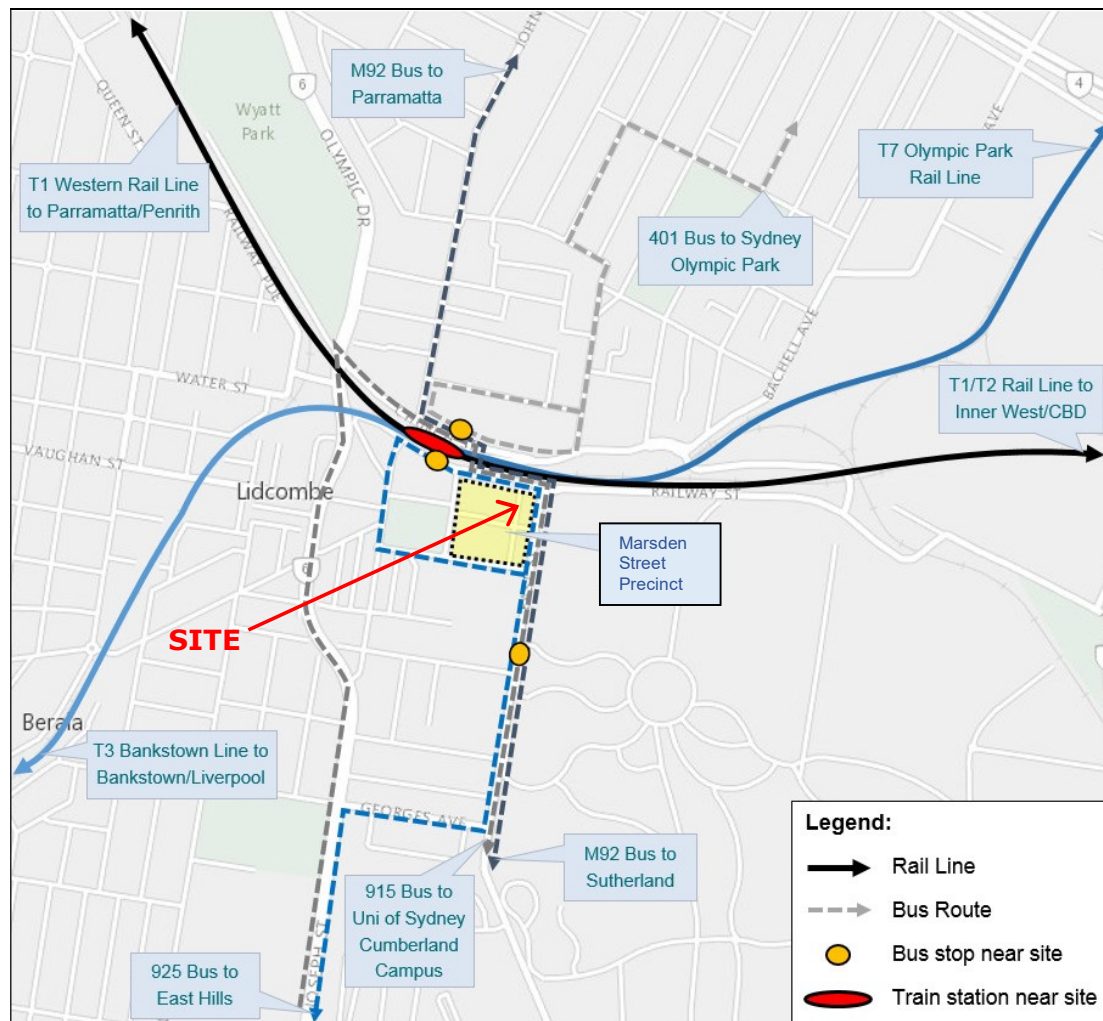 JOHN
M92 Bus to
Parramatta
6
4
QUEEN ST
Wyatt
Park
OLYMPIC DR
AVE
T7 Olympic Park
Rail Line
T1 Western Rail Line
to Parramatta/Penrith
RAILWAY PDE
401 Bus to Sydney
Olympic Park
BACHELL AVE
WATER ST
T1/T2 Rail Line to
Inner West/CBD
VAUGHAN ST
Lidcombe
RAILWAY ST
Marsden
Street
Precinct
6
SITE
Berala
T3 Bankstown Line to
Bankstown/Liverpool
GEORGES AVE
M92 Bus to
Sutherland
915 Bus to
Uni of Sydney
Cumberland
Campus
JOSEPH ST
925 Bus to
East Hills
Legend:
Rail Line
Bus Route
Bus stop near site
Train station near site